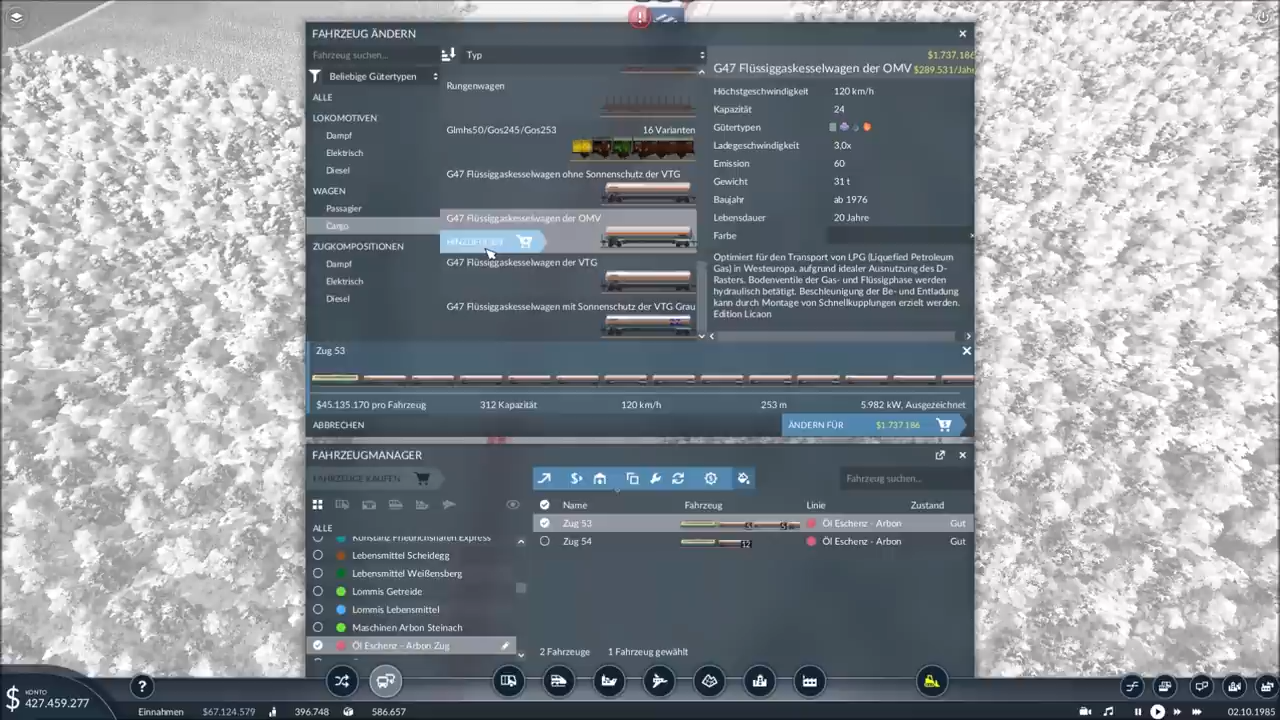 FAHRZEUG ÄNDERN
Fahrzeug suchen...
Typ
Beliebige Gütertypen
ALLE
LOKOMOTIVEN
Dampf
Elektrisch
Diesel
WAGEN
Passagier
Cargo
ZUGKOMPOSITIONEN
Dampf
Elektrisch
Diesel
Rungenwagen
Glmhs50/Gos245/Gos253
16 Varianten
G47 Flüssiggaskesselwagen ohne Sonnenschutz der VTG
G47 Flüssiggaskesselwagen der OMV
HINZUFÜGEN
G47 Flüssiggaskesselwagen der VTG
G47 Flüssiggaskesselwagen mit Sonnenschutz der VTG Grau
$1.737.186
G47 Flüssiggaskesselwagen der OMV
$289.531/Jahr
Höchstgeschwindigkeit 120 km/h
Kapazität 24
Gütertypen
Ladegeschwindigkeit 3,0x
Emission 60
Gewicht 31 t
Baujahr ab 1976
Lebensdauer 20 Jahre
Farbe
Optimiert für den Transport von LPG (Liquefied Petroleum
Gas) in Westeuropa. aufgrund idealer Ausnutzung des D-
Rasters. Bodenventile der Gas- und Flüssigphase werden
hydraulisch betätigt. Beschleunigung der Be- und Entladung
kann durch Montage von Schnellkupplungen erzielt werden.
Edition Licaon
Zug 53
$45.135.170 pro Fahrzeug 312 Kapazität 120 km/h 253 m 5.982 kW, Ausgezeichnet
ABBRECHEN
ÄNDERN FÜR $1.737.186
FAHRZEUGMANAGER
FAHRZEUGE KAUFEN
Fahrzeug suchen...
ALLE
Konstanz Friedrichshafen Express
Lebensmittel Scheidegg
Lebensmittel Weißensberg
Lommis Getreide
Lommis Lebensmittel
Maschinen Arbon Steinach
Öl Eschenz - Arbon Zug
Name Fahrzeug Linie Zustand
Zug 53 Öl Eschenz - Arbon Gut
Zug 54 12 Öl Eschenz - Arbon Gut
2 Fahrzeuge 1 Fahrzeug gewählt
KONTO
427.459.277
Einnahmen $67.124.579 396.748 586.657
02.10.1985